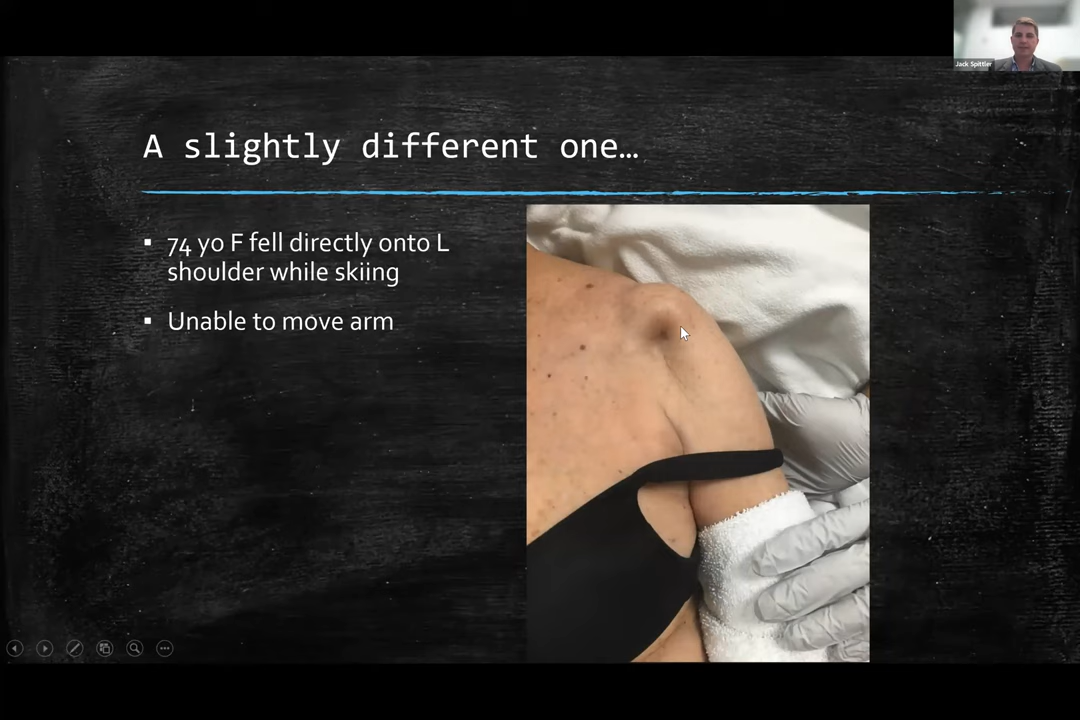 Jack Spittler
A slightly different one…
▪ 74 yo F fell directly onto L
shoulder while skiing
▪ Unable to move arm